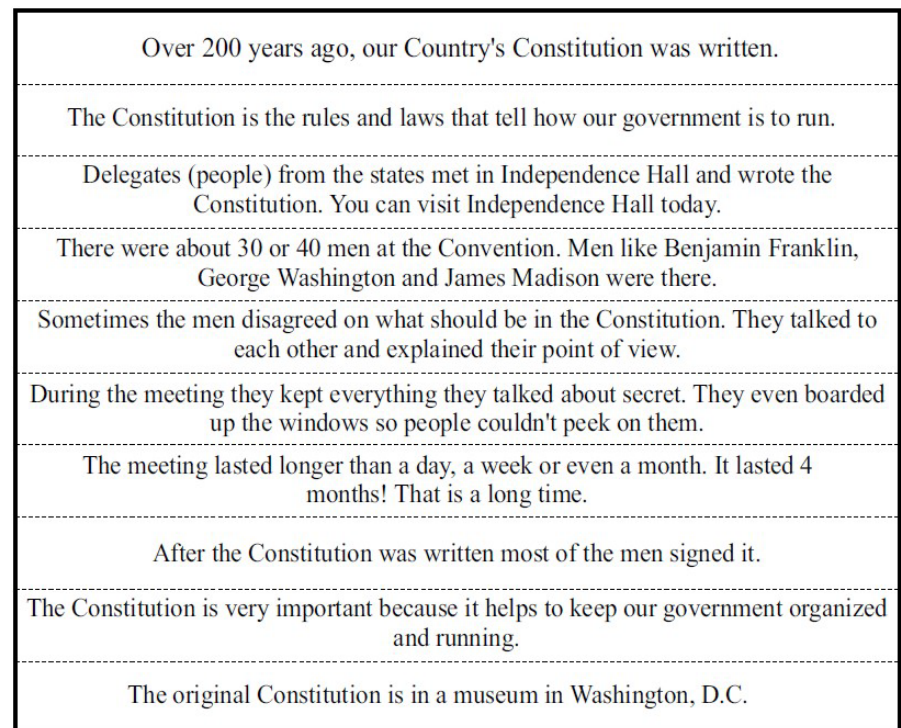 Over 200 years ago, our Country's Constitution was written.
The Constitution is the rules and laws that tell how our government is to run.
Delegates (people) from the states met in Independence Hall and wrote the
Constitution. You can visit Independence Hall today.
There were about 30 or 40 men at the Convention. Men like Benjamin Franklin,
George Washington and James Madison were there.
Sometimes the men disagreed on what should be in the Constitution. They talked to
each other and explained their point of view.
During the meeting they kept everything they talked about secret. They even boarded
up the windows so people couldn't peek on them.
The meeting lasted longer than a day, a week or even a month. It lasted 4
months! That is a long time.
After the Constitution was written most of the men signed it.
The Constitution is very important because it helps to keep our government organized
and running.
The original Constitution is in a museum in Washington, D.C.